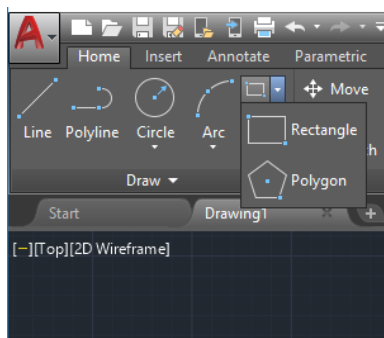 A
Home Insert Annotate Parametric
Move
Line Polyline Circle Arc
Rectangle
h
Polygon
Draw
Start Drawing1
[−][Top][2D Wireframe]